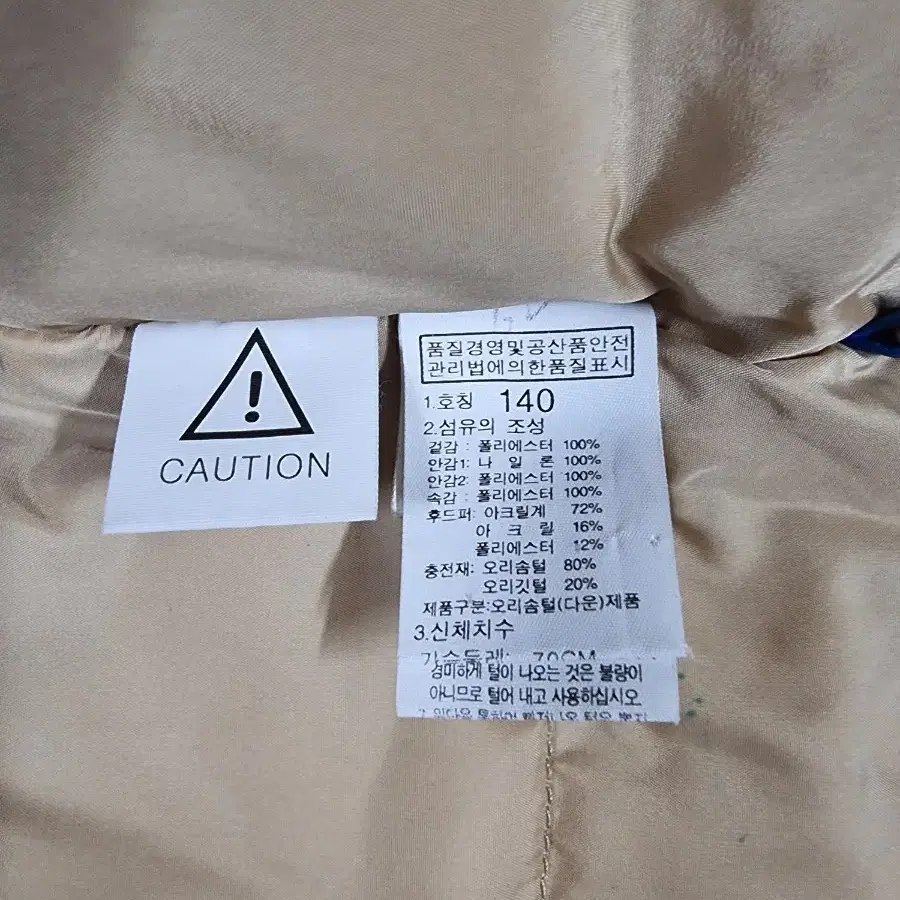 CAUTION
품질경영및공산품안전
관리법에의한품질표시
1.호칭 140
2.섬유의 조성
겉감 : 폴리에스터 100%
안감1: 나 일 론 100%
안감2: 폴리에스터 100%
속감 : 폴리에스터 100%
후드퍼: 아크릴계 72%
아 크 릴 16%
폴리에스터 12%
충전재: 오리솜털 80%
오리깃털 20%
제품구분:오리솜털(다운)제품
3.신체치수
가슴둘레: 70CM
경미하게 털이 나오는 것은 불량이
아니므로 털어 내고 사용하십시오